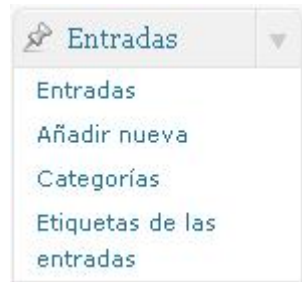 Entradas
Entradas
Añadir nueva
Categorías
Etiquetas de las
entradas